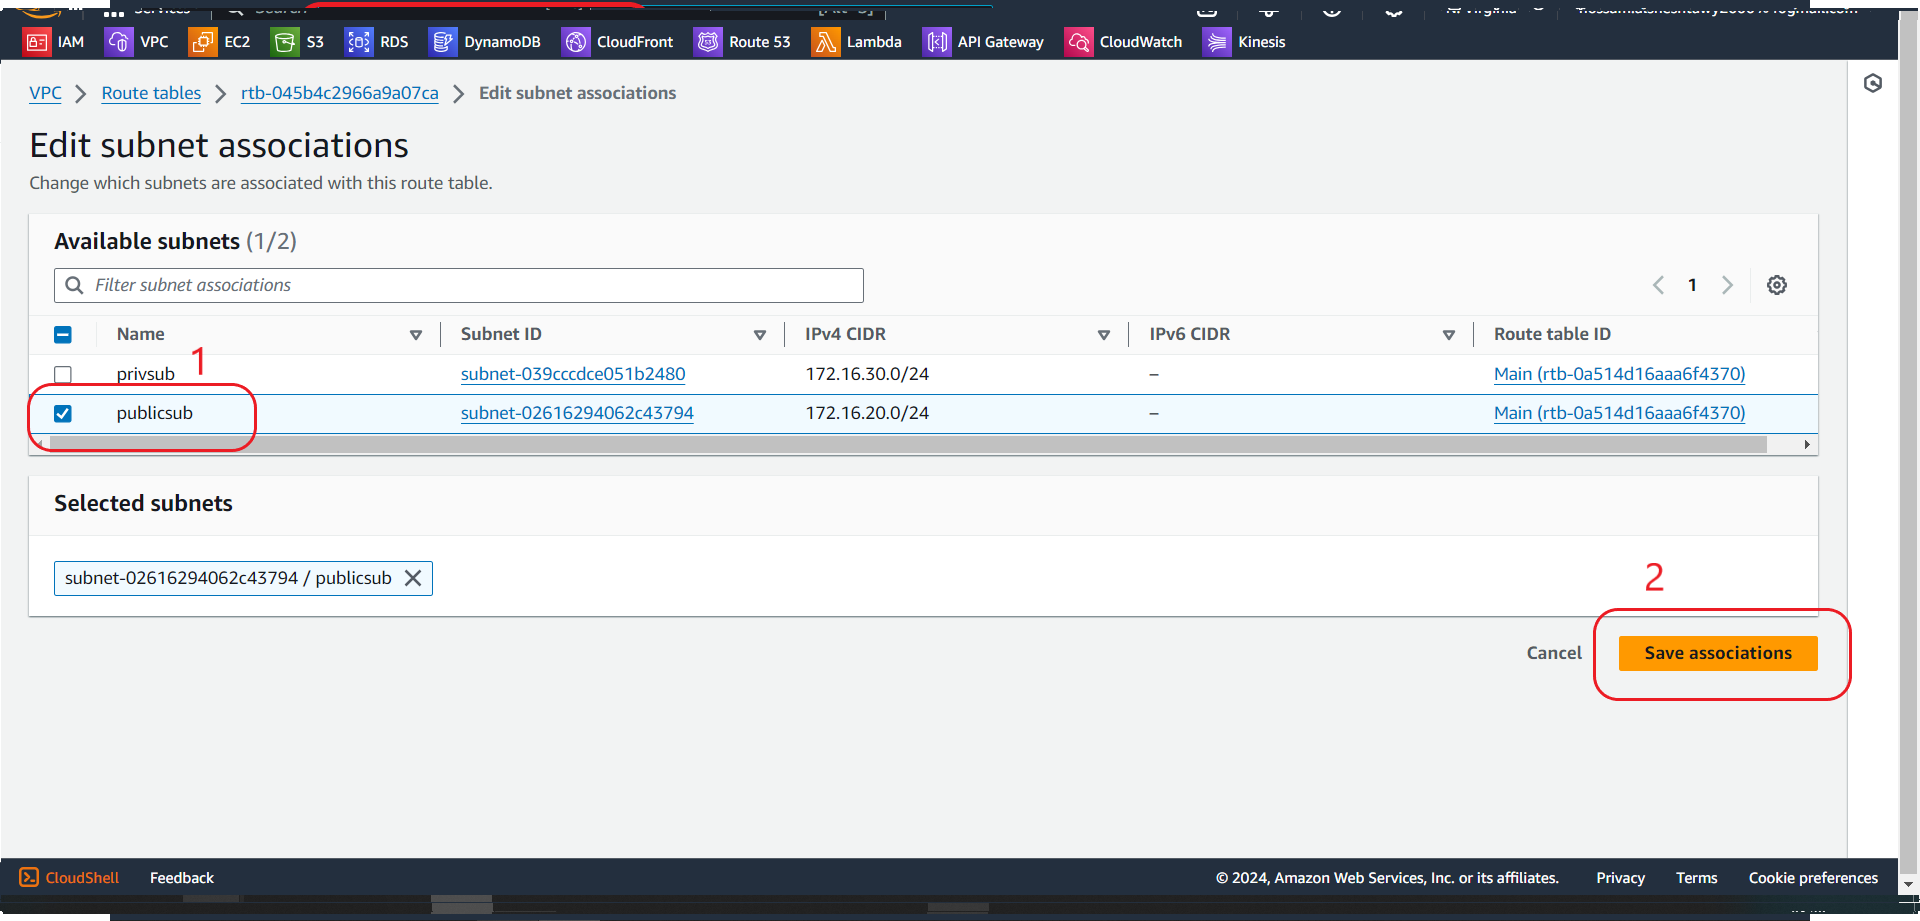 IAM VPC EC2 S3 RDS DynamoDB CloudFront Route 53 Lambda API Gateway CloudWatch Kinesis
VPC Route tables rtb-045b4c2966a9a07ca Edit subnet associations
Edit subnet associations
Change which subnets are associated with this route table.
Available subnets (1/2)
Filter subnet associations 1
Name Subnet ID IPv4 CIDR IPv6 CIDR Route table ID
1
privsub subnet-039cccdce051b2480 172.16.30.0/24 – Main (rtb-0a514d16aaa6f4370)
publicsub subnet-02616294062c43794 172.16.20.0/24 – Main (rtb-0a514d16aaa6f4370)
Selected subnets
subnet-02616294062c43794 / publicsub
2
Cancel Save associations
CloudShell Feedback © 2024, Amazon Web Services, Inc. or its affiliates. Privacy Terms Cookie preferences